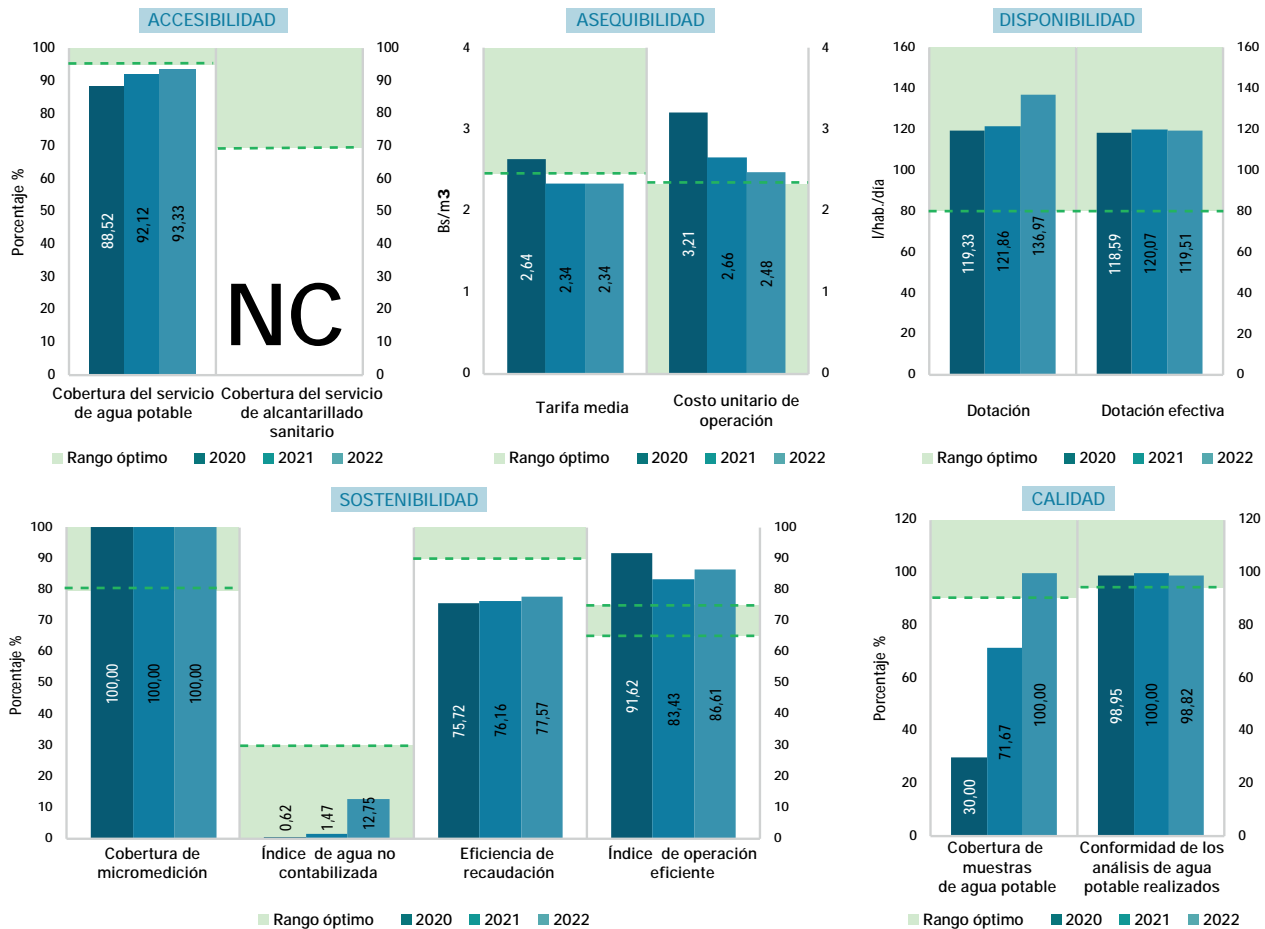 ACCESIBILIDAD
100
90
80
70
60
50
40
30
20
10
0
Porcentaje %
88,52
92,12
93,33
NC
100
90
80
70
60
50
40
30
20
10
0
Cobertura del servicio
de agua potable
Cobertura del servicio
de alcantarillado
sanitario
Rango óptimo 2020 2021 2022
ASEQUIBILIDAD
4
3
2
1
0
Bs/m3
2,64
2,34
2,34
3,21
2,66
2,48
4
3
2
1
0
Tarifa media
Costo unitario de
operación
Rango óptimo 2020 2021 2022
DISPONIBILIDAD
160
140
120
100
80
60
40
20
0
l/hab./día
119,33
121,86
136,97
118,59
120,07
119,51
160
140
120
100
80
60
40
20
0
Dotación
Dotación efectiva
Rango óptimo 2020 2021 2022
SOSTENIBILIDAD
100
90
80
70
60
50
40
30
20
10
0
Porcentaje %
100,00
100,00
100,00
0,62
1,47
12,75
75,72
76,16
77,57
91,62
83,43
86,61
100
90
80
70
60
50
40
30
20
10
0
Cobertura de
micromedición
Índice de agua no
contabilizada
Eficiencia de
recaudación
Índice de operación
eficiente
Rango óptimo 2020 2021 2022
CALIDAD
120
100
80
60
40
20
0
Porcentaje %
30,00
71,67
100,00
98,95
100,00
98,82
120
100
80
60
40
20
0
Cobertura de
muestras
de agua potable
Conformidad de los
análisis de agua
potable realizados
Rango óptimo 2020 2021 2022